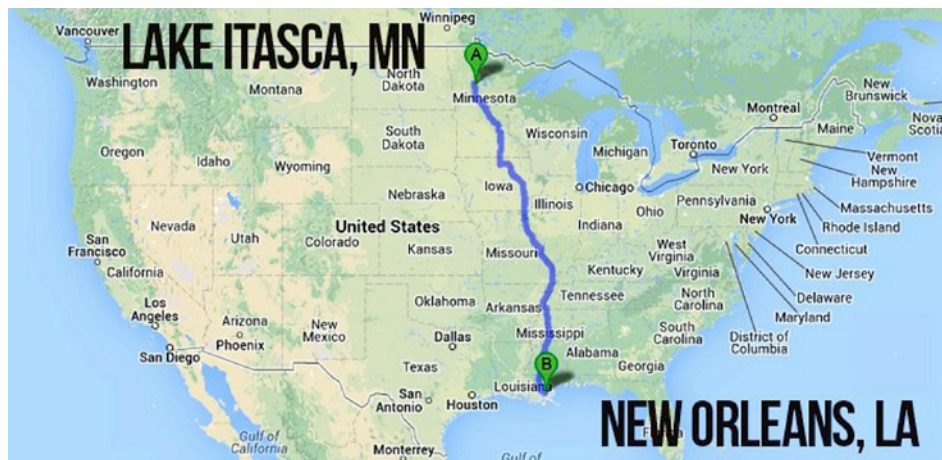 Vancouver
Winnipeg
LAKE ITASCA, MN
A
Washington
Montana
North
Dakota
Minnesota
Montreal
New
Brunswick
Nova
Scotia
Maine
Oregon
Idaho
Wyoming
South
Dakota
Wisconsin
Michigan
Toronto
New York
Vermont
New
Hampshire
Nebraska
Iowa
Chicago
Illinois
Indiana
Ohio
Pennsylvania
New York
Massachusetts
Rhode Island
Connecticut
New Jersey
Delaware
Maryland
District of
Columbia
Nevada
Utah
Colorado
United States
Kansas
Missouri
West
Virginia
Kentucky
Virginia
San
Francisco
California
Los
Angeles
San Diego
Arizona
Phoenix
New
Mexico
Oklahoma
Arkansas
Tennessee
North
Carolina
South
Carolina
Dallas
Texas
Mississippi
Alabama
Georgia
B
Louisiana
San
Antonio
Houston
NEW ORLEANS, LA
Gulf of
California
Monterrey
Gulf of